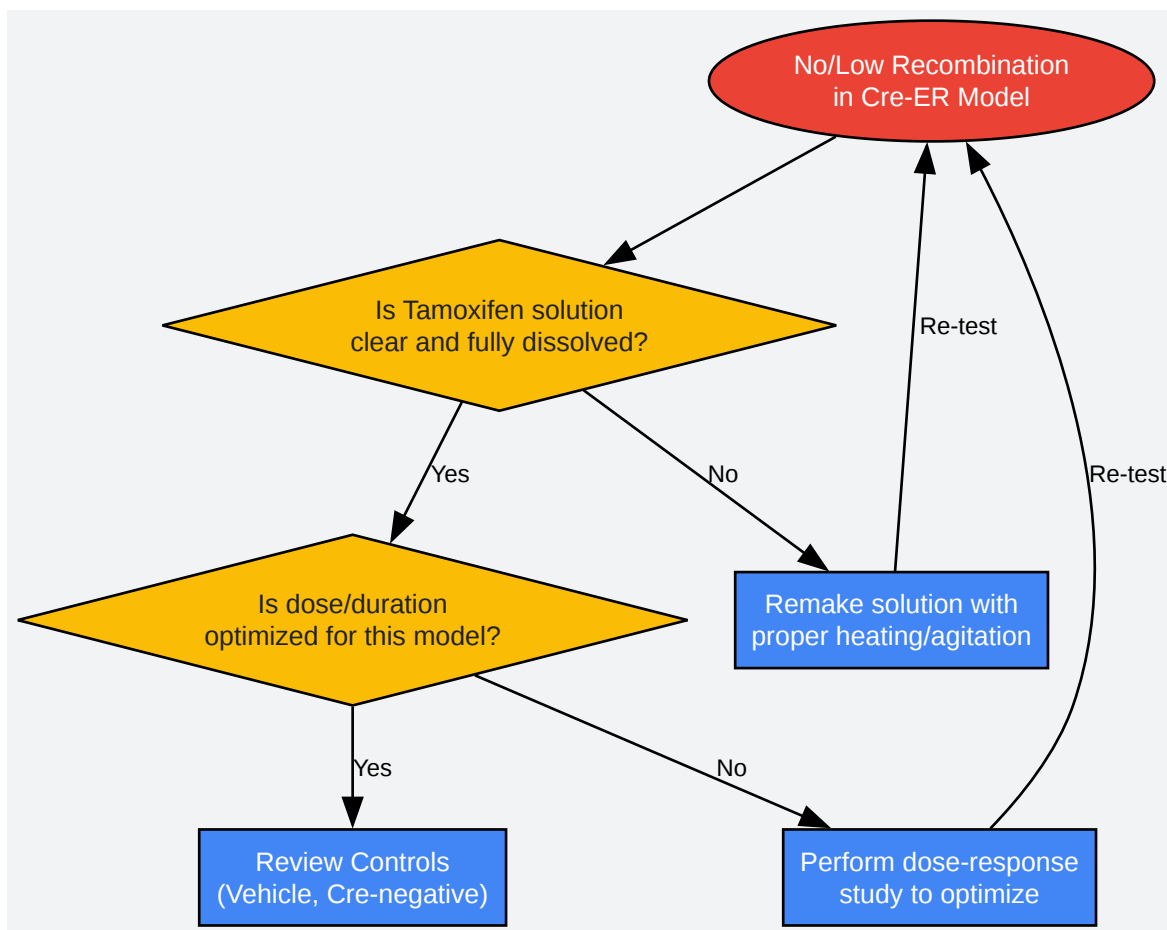 No/Low Recombination
in Cre-ER Model
Is Tamoxifen solution
clear and fully dissolved?
Re-test
Yes
No
Re-test
Is dose/duration
optimized for this model?
Remake solution with
proper heating/agitation
Yes
No
Review Controls
(Vehicle, Cre-negative)
Perform dose-response
study to optimize